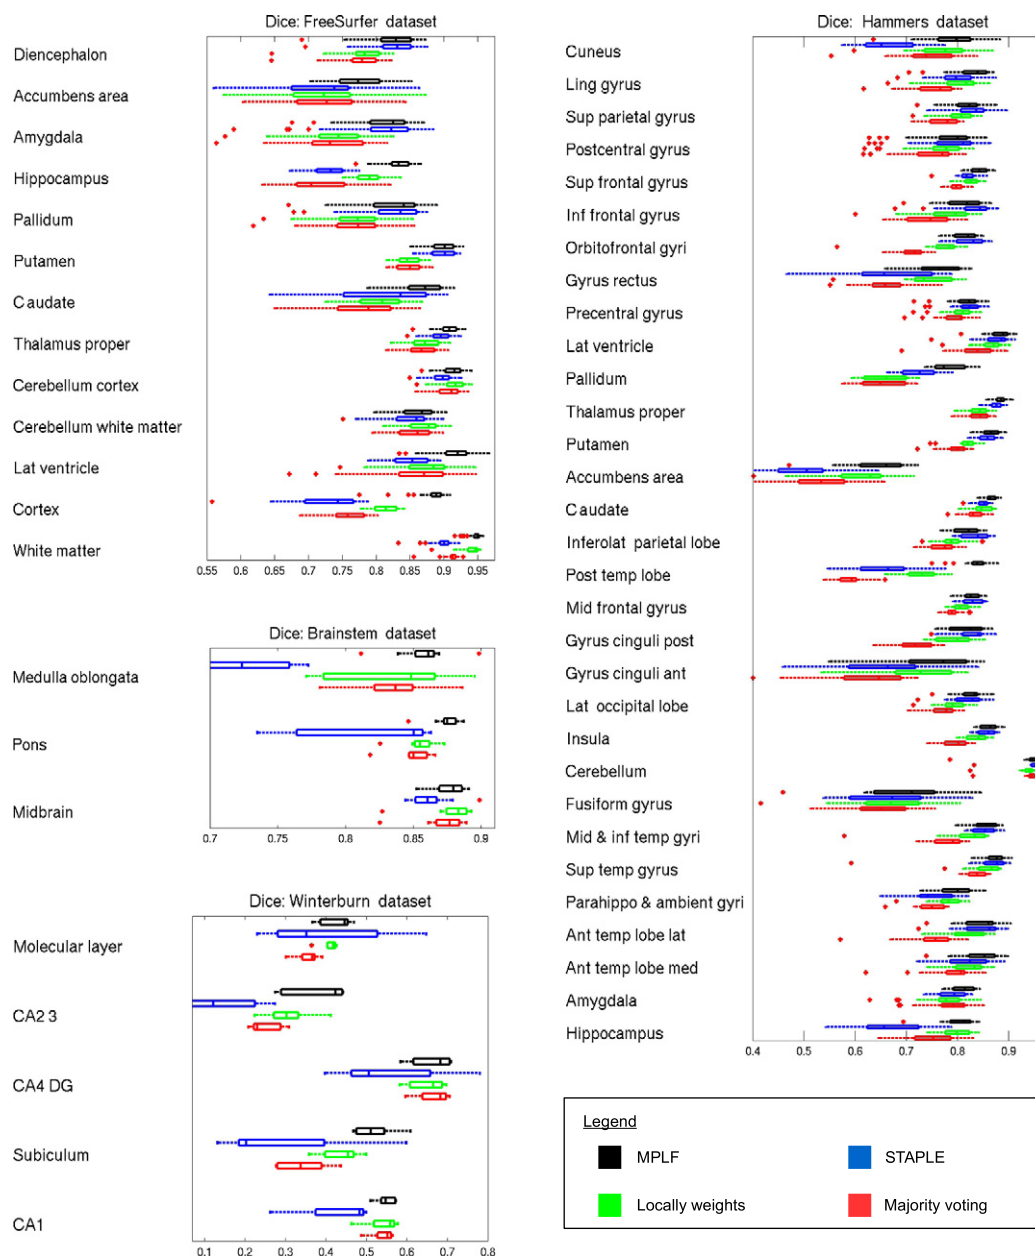 Dice: FreeSurfer dataset
Diencephalon
Accumbens area
Amygdala
Hippocampus
Pallidum
Putamen
Caudate
Thalamus proper
Cerebellum cortex
Cerebellum white matter
Lat ventricle
Cortex
White matter
0.55 0.6 0.65 0.7 0.75 0.8 0.85 0.9 0.95
Dice: Brainstem dataset
Medulla oblongata
Pons
Midbrain
0.7 0.75 0.8 0.85 0.9
Dice: Winterburn dataset
Molecular layer
CA2 3
CA4 DG
Subiculum
CA1
0.1 0.2 0.3 0.4 0.5 0.6 0.7 0.8
Dice: Hammers dataset
Cuneus
Ling gyrus
Sup parietal gyrus
Postcentral gyrus
Sup frontal gyrus
Inf frontal gyrus
Orbitofrontal gyri
Gyrus rectus
Precentral gyrus
Lat ventricle
Pallidum
Thalamus proper
Putamen
Accumbens area
Caudate
Inferolat parietal lobe
Post temp lobe
Mid frontal gyrus
Gyrus cinguli post
Gyrus cinguli ant
Lat occipital lobe
Insula
Cerebellum
Fusiform gyrus
Mid & inf temp gyri
Sup temp gyrus
Parahippo & ambient gyri
Ant temp lobe lat
Ant temp lobe med
Amygdala
Hippocampus
0.4 0.5 0.6 0.7 0.8 0.9
Legend
MPLF STAPLE
Locally weights Majority voting